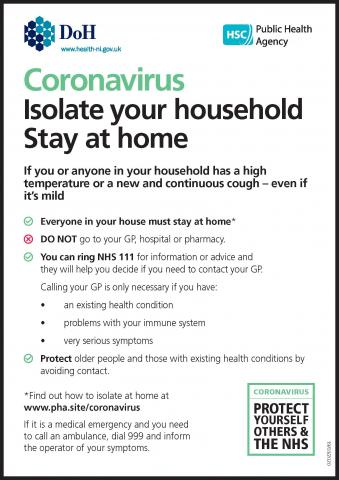 DoH
www.health-ni.gov.uk
HSC Public Health
Agency
Coronavirus
Isolate your household
Stay at home
If you or anyone in your household has a high
temperature or a new and continuous cough – even if
it's mild
Everyone in your house must stay at home*
DO NOT go to your GP, hospital or pharmacy.
You can ring NHS 111 for information or advice and
they will help you decide if you need to contact your GP.
Calling your GP is only necessary if you have:
• an existing health condition
• problems with your immune system
• very serious symptoms
Protect older people and those with existing health conditions by
avoiding contact.
*Find out how to isolate at home at
www.pha.site/coronavirus
If it is a medical emergency and you need
to call an ambulance, dial 999 and inform
the operator of your symptoms.
CORONAVIRUS
PROTECT
YOURSELF
OTHERS &
THE NHS